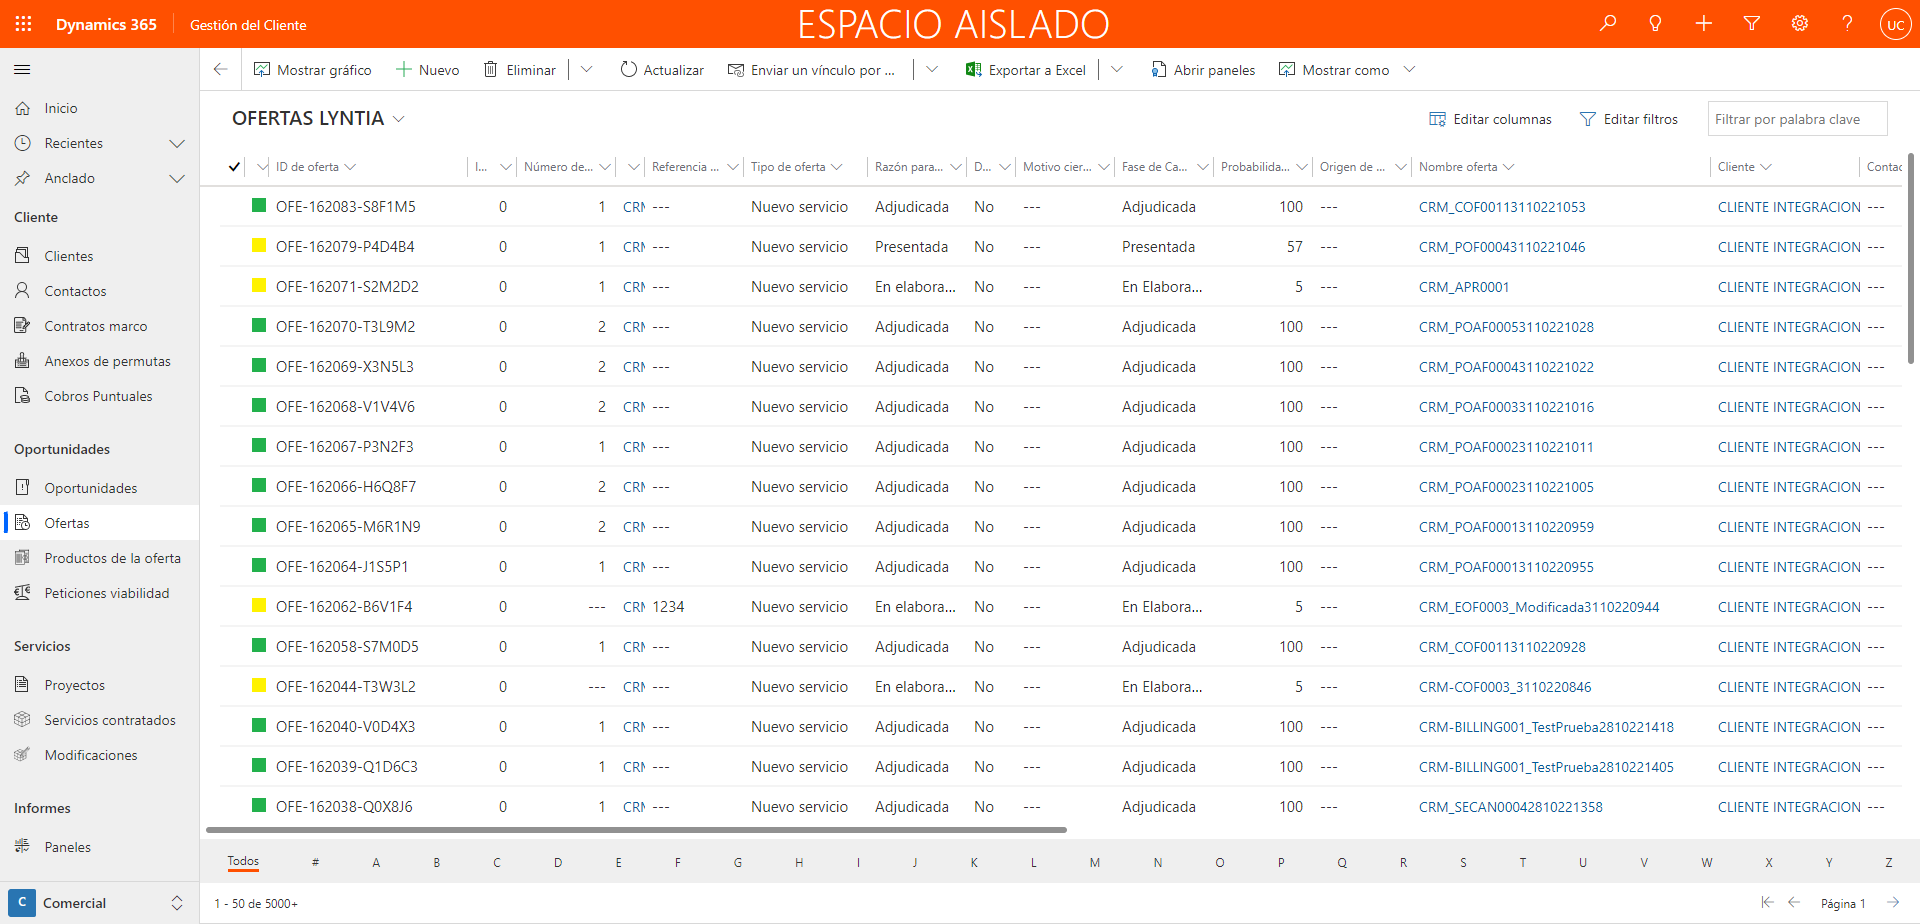 Dynamics 365 Gestión del Cliente ESPACIO AISLADO UC
Mostrar gráfico Nuevo Eliminar Actualizar Enviar un vínculo por ... Exportar a Excel Abrir paneles Mostrar como
Inicio
Recientes
Anclado
Cliente
Clientes
Contactos
Contratos marco
Anexos de permutas
Cobros Puntuales
Oportunidades
Oportunidades
Ofertas
Productos de la oferta
Peticiones viabilidad
Servicios
Proyectos
Servicios contratados
Modificaciones
Informes
Paneles
C Comercial
OFERTAS LYNTIA Editar columnas Editar filtros Filtrar por palabra clave
ID de oferta I... Número de... Referencia ... Tipo de oferta Razón para... D... Motivo cier... Fase de Ca... Probabilida... Origen de ... Nombre oferta Cliente Contac
OFE-162083-S8F1M5 0 1 CRM --- Nuevo servicio Adjudicada No --- Adjudicada 100 --- CRM_COF00113110221053 CLIENTE INTEGRACION ---
OFE-162079-P4D4B4 0 1 CRM --- Nuevo servicio Presentada No --- Presentada 57 --- CRM_POF00043110221046 CLIENTE INTEGRACION ---
OFE-162071-S2M2D2 0 1 CRM --- Nuevo servicio En elabora... No --- En Elabora... 5 --- CRM_APR0001 CLIENTE INTEGRACION ---
OFE-162070-T3L9M2 0 2 CRM --- Nuevo servicio Adjudicada No --- Adjudicada 100 --- CRM_POAF00053110221028 CLIENTE INTEGRACION ---
OFE-162069-X3N5L3 0 2 CRM --- Nuevo servicio Adjudicada No --- Adjudicada 100 --- CRM_POAF00043110221022 CLIENTE INTEGRACION ---
OFE-162068-V1V4V6 0 2 CRM --- Nuevo servicio Adjudicada No --- Adjudicada 100 --- CRM_POAF00033110221016 CLIENTE INTEGRACION ---
OFE-162067-P3N2F3 0 1 CRM --- Nuevo servicio Adjudicada No --- Adjudicada 100 --- CRM_POAF00023110221011 CLIENTE INTEGRACION ---
OFE-162066-H6Q8F7 0 2 CRM --- Nuevo servicio Adjudicada No --- Adjudicada 100 --- CRM_POAF00023110221005 CLIENTE INTEGRACION ---
OFE-162065-M6R1N9 0 2 CRM --- Nuevo servicio Adjudicada No --- Adjudicada 100 --- CRM_POAF00013110220959 CLIENTE INTEGRACION ---
OFE-162064-J1S5P1 0 1 CRM --- Nuevo servicio Adjudicada No --- Adjudicada 100 --- CRM_POAF00013110220955 CLIENTE INTEGRACION ---
OFE-162062-B6V1F4 0 --- CRM 1234 Nuevo servicio En elabora... No --- En Elabora... 5 --- CRM_EOF0003_Modificada3110220944 CLIENTE INTEGRACION ---
OFE-162058-S7M0D5 0 1 CRM --- Nuevo servicio Adjudicada No --- Adjudicada 100 --- CRM_COF00113110220928 CLIENTE INTEGRACION ---
OFE-162044-T3W3L2 0 --- CRM --- Nuevo servicio En elabora... No --- En Elabora... 5 --- CRM-COF0003_3110220846 CLIENTE INTEGRACION ---
OFE-162040-V0D4X3 0 1 CRM --- Nuevo servicio Adjudicada No --- Adjudicada 100 --- CRM-BILLING001_TestPrueba2810221418 CLIENTE INTEGRACION ---
OFE-162039-Q1D6C3 0 1 CRM --- Nuevo servicio Adjudicada No --- Adjudicada 100 --- CRM-BILLING001_TestPrueba2810221405 CLIENTE INTEGRACION ---
OFE-162038-Q0X8J6 0 1 CRM --- Nuevo servicio Adjudicada No --- Adjudicada 100 --- CRM_SECAN00042810221358 CLIENTE INTEGRACION ---
Todos # A B C D E F G H I J K L M N O P Q R S T U V W X Y Z
1 - 50 de 5000+ Página 1